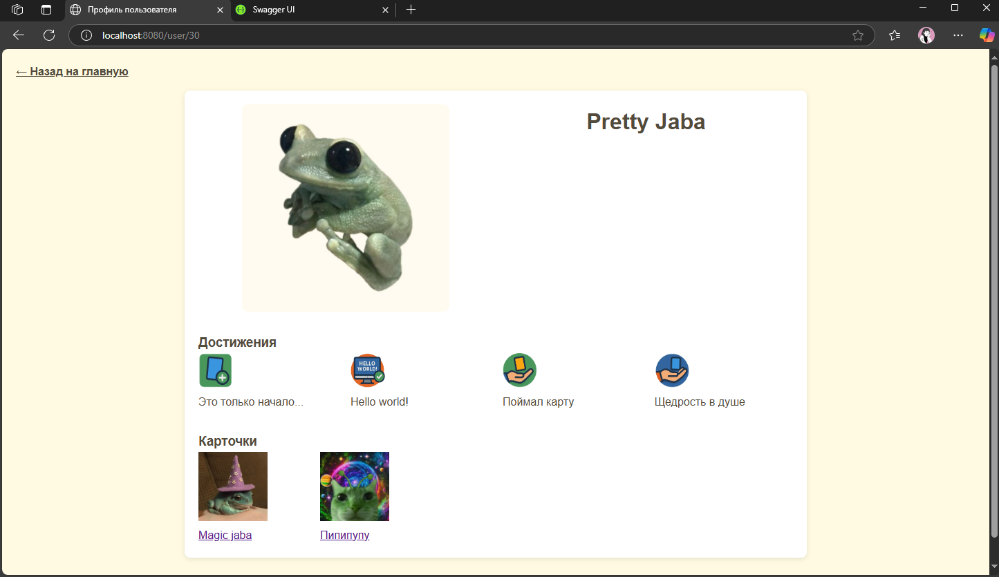 Профиль пользователя
Swagger UI
localhost:8080/user/30
← Назад на главную
Pretty Jaba
Достижения
HELLO
WORLD!
Это только начало...
Hello world!
Поймал карту
Щедрость в душе
Карточки
Magic jaba
Пипипупу